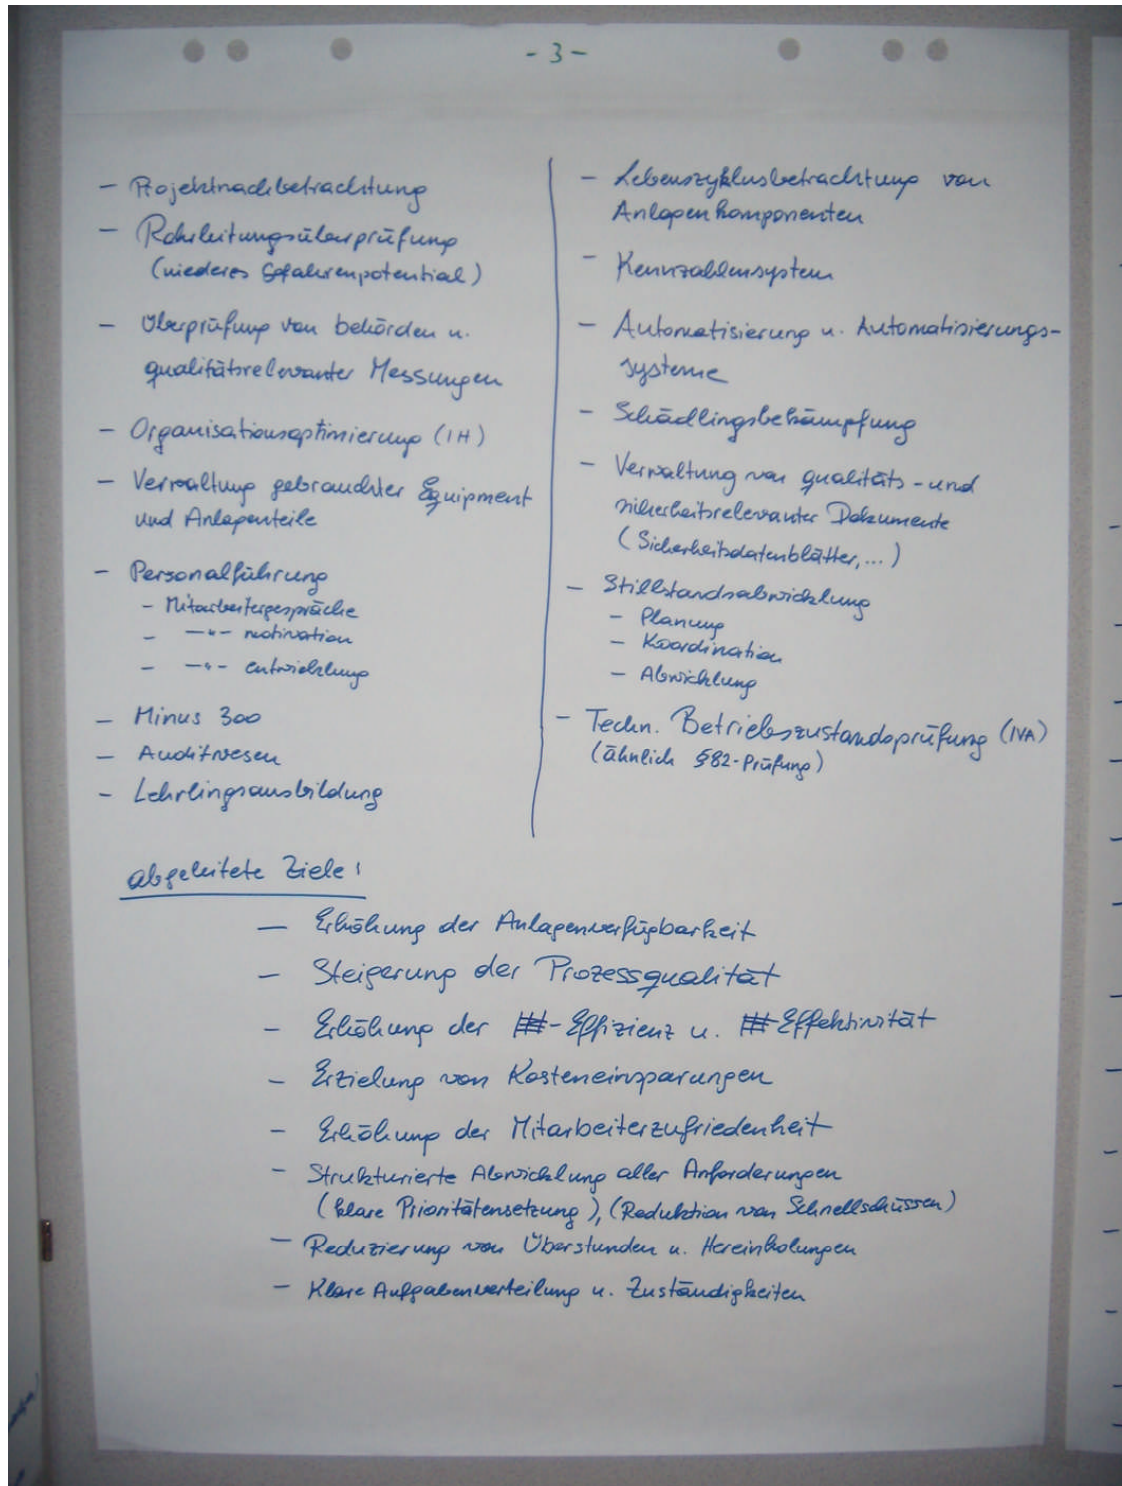 - 3 -
- Projektnachbetrachtung
- Rohrleitungsüberprüfung
(niederes Gefahrenpotential)
- Überprüfung von behörden u.
qualitätsrelevanter Messungen
- Organisationsoptimierung (IH)
- Verwaltung gebrauchter Equipment
und Anlagenteile
- Personalführung
- Mitarbeitergespräche
- —"— motivation
- —"— entwicklung
- Minus 300
- Auditwesen
- Lehrlingsausbildung
- Lebenszyklusbetrachtung von
Anlagenkomponenten
- Kennzahlensystem
- Automatisierung u. Automatisierungs-
systeme
- Schädlingsbekämpfung
- Verwaltung von qualitäts- und
sicherheitsrelevanter Dokumente
(Sicherheitsdatenblätter,...)
- Stillstandsabwicklung
- Planung
- Koordination
- Abwicklung
- Techn. Betriebszustandsprüfung (IVA)
(ähnlich §82-Prüfung)
abgeleitete Ziele:
- Erhöhung der Anlagenverfügbarkeit
- Steigerung der Prozessqualität
- Erhöhung der -Effizienz u. -Effektivität
- Erzielung von Kosteneinsparungen
- Erhöhung der Mitarbeiterzufriedenheit
- Strukturierte Abwicklung aller Anforderungen
(klare Prioritätensetzung), (Reduktion von Schnellschüssen)
- Reduzierung von Überstunden u. Hereinholungen
- Klare Aufgabenverteilung u. Zuständigkeiten